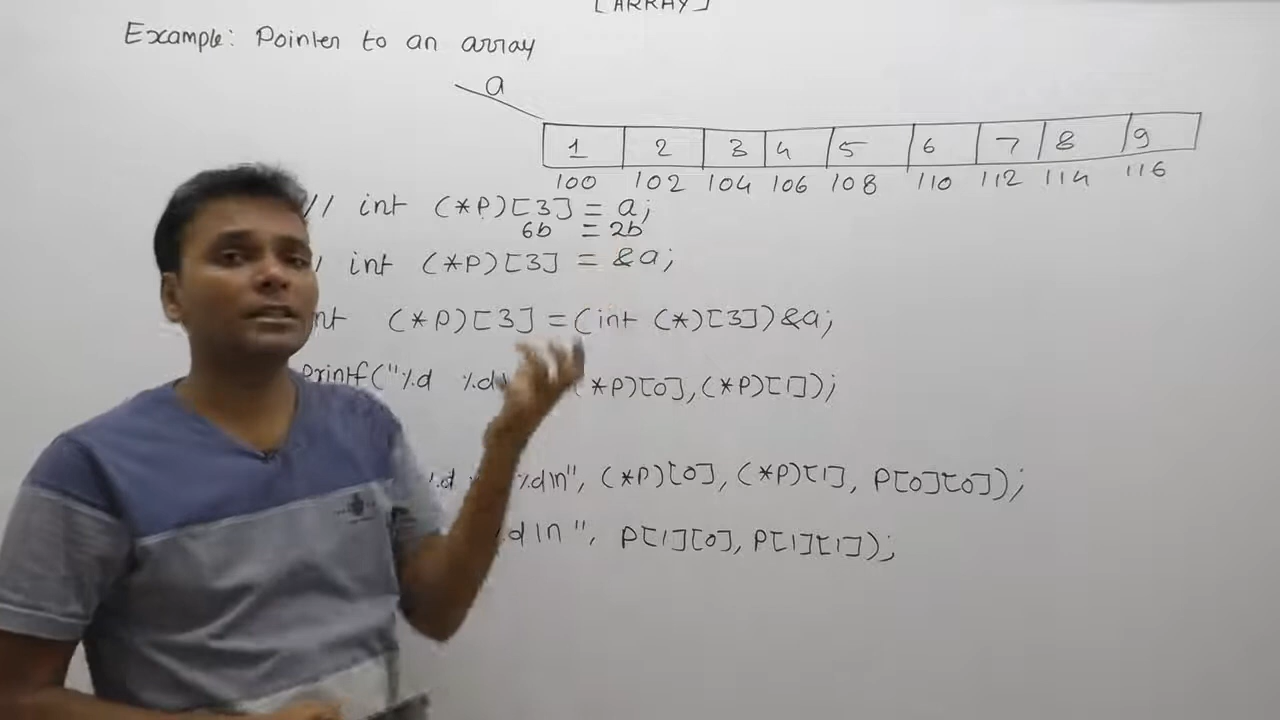 [ARRAY]
Example: Pointer to an array
a
1 2 3 4 5 6 7 8 9
100 102 104 106 108 110 112 114 116
// int (*P)[3] = a;
6b = 2b
/ int (*P)[3] = &a;
nt (*P)[3] = (int (*)[3])&a;
printf("%d %d\ *P)[0], (*P)[1]);
%d\n", (*P)[0], (*P)[1], P[0][0]);
d\n", P[1][0], P[1][1]);